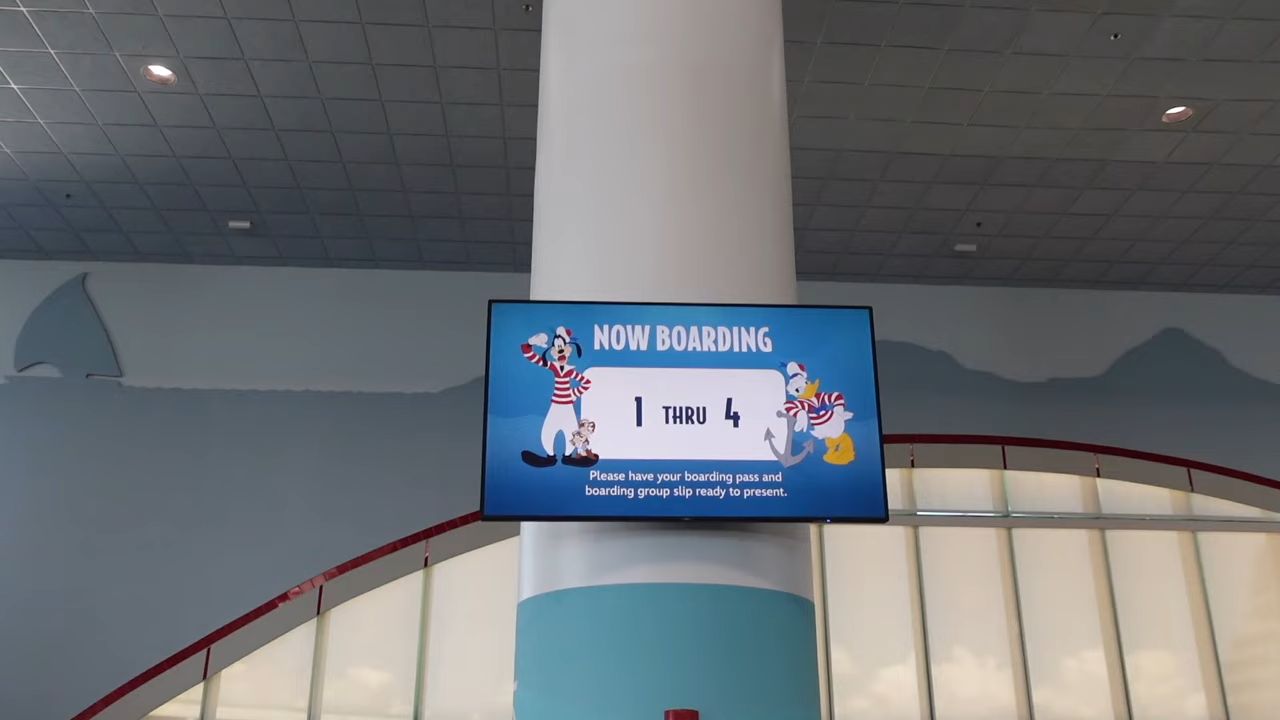 NOW BOARDING
1 THRU 4
Please have your boarding pass and
boarding group slip ready to present.